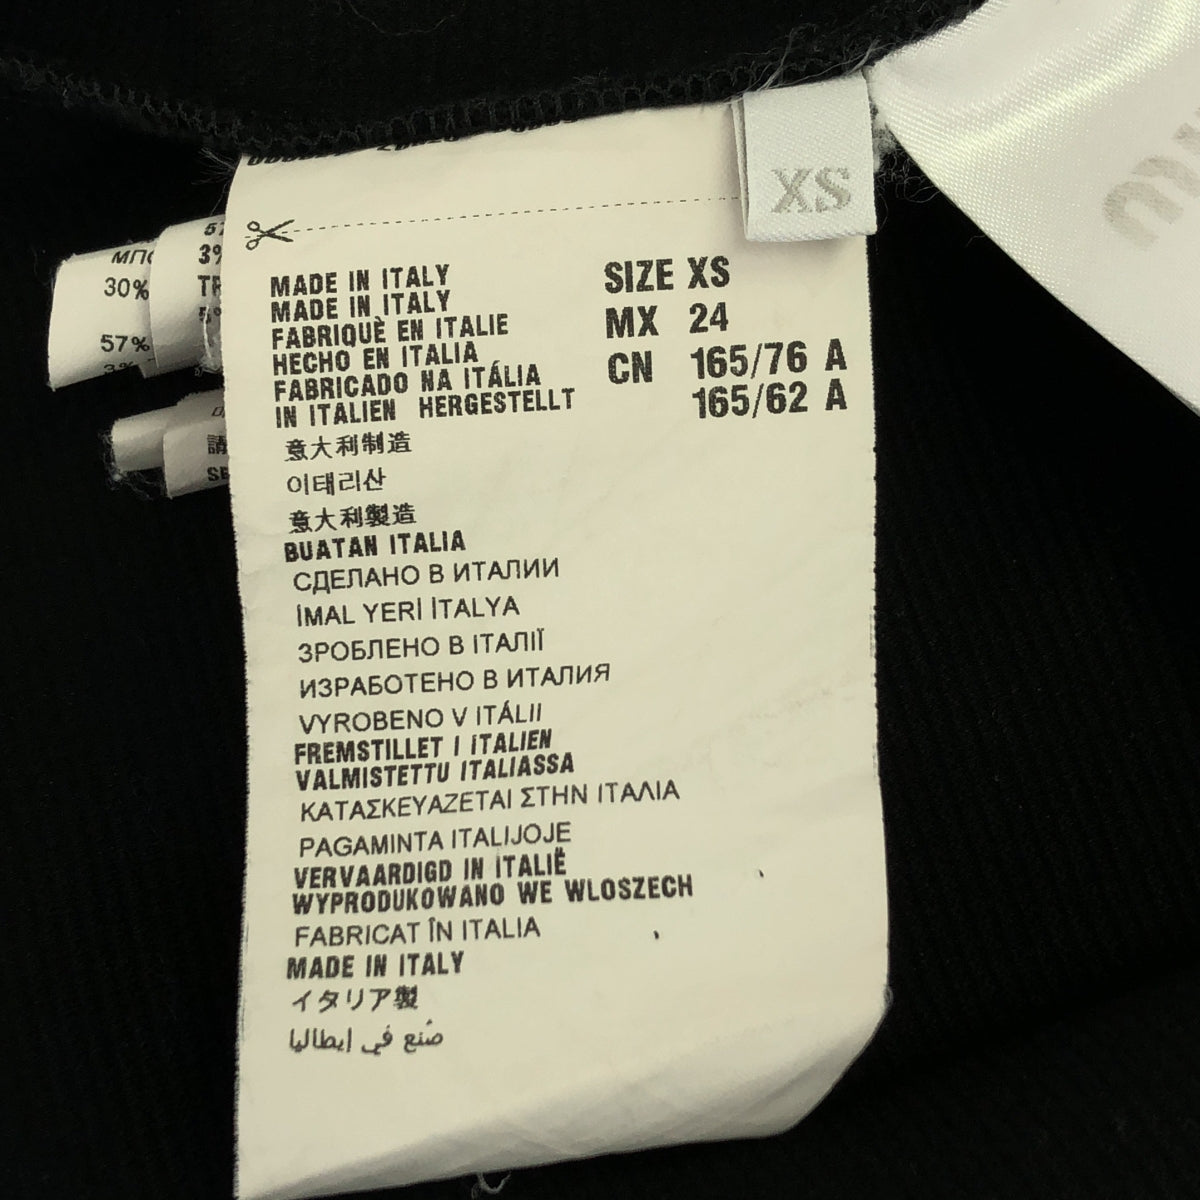 XS
MADE IN ITALY
MADE IN ITALY
FABRIQUÈ EN ITALIE
HECHO EN ITALIA
FABRICADO NA ITÁLIA
IN ITALIEN HERGESTELLT
意大利制造
이태리산
意大利製造
BUATAN ITALIA
СДЕЛАНО В ИТАЛИИ
İMAL YERİ İTALYA
ЗРОБЛЕНО В ІТАЛІЇ
ИЗРАБОТЕНО В ИТАЛИЯ
VYROBENO V ITÁLII
FREMSTILLET I ITALIEN
VALMISTETTU ITALIASSA
ΚΑΤΑΣΚΕΥΑΖΕΤΑΙ ΣΤΗΝ ΙΤΑΛΙΑ
PAGAMINTA ITALIJOJE
VERVAARDIGD IN ITALIË
WYPRODUKOWANO WE WLOSZECH
FABRICAT ÎN ITALIA
MADE IN ITALY
イタリア製
صُنع في إيطاليا
SIZE XS
MX 24
CN 165/76 A
165/62 A
30%
57%
3%